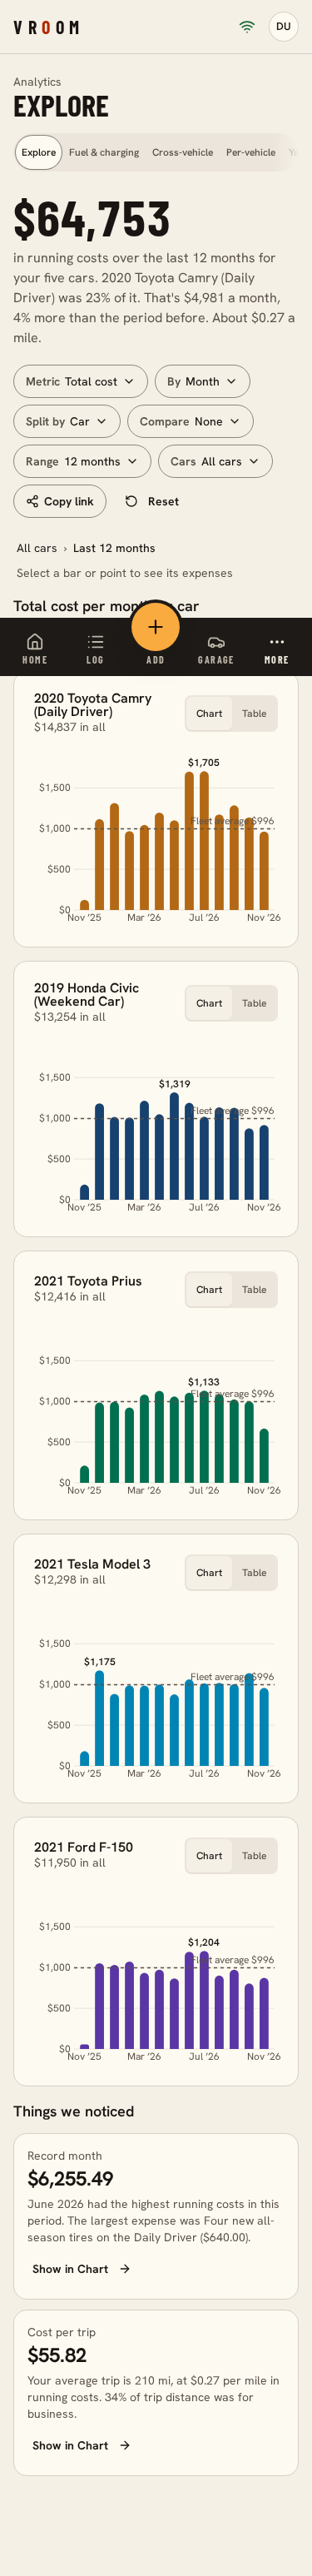 VROOM
DU
Analytics
EXPLORE
Explore Fuel & charging Cross-vehicle Per-vehicle
$64,753
in running costs over the last 12 months for
your five cars. 2020 Toyota Camry (Daily
Driver) was 23% of it. That's $4,981 a month,
4% more than the period before. About $0.27 a
mile.
Metric Total cost
By Month
Split by Car
Compare None
Range 12 months
Cars All cars
Copy link
Reset
All cars › Last 12 months
Select a bar or point to see its expenses
Total cost per month car
HOME LOG ADD GARAGE MORE
2020 Toyota Camry
(Daily Driver)
$14,837 in all
Chart Table
$1,705
$1,500
Fleet average $996
$1,000
$500
$0
Nov '25 Mar '26 Jul '26 Nov '26
2019 Honda Civic
(Weekend Car)
$13,254 in all
Chart Table
$1,500
$1,319
Fleet average $996
$1,000
$500
$0
Nov '25 Mar '26 Jul '26 Nov '26
2021 Toyota Prius
$12,416 in all
Chart Table
$1,500
$1,133
Fleet average $996
$1,000
$500
$0
Nov '25 Mar '26 Jul '26 Nov '26
2021 Tesla Model 3
$12,298 in all
Chart Table
$1,500
$1,175
Fleet average $996
$1,000
$500
$0
Nov '25 Mar '26 Jul '26 Nov '26
2021 Ford F-150
$11,950 in all
Chart Table
$1,500
$1,204
Fleet average $996
$1,000
$500
$0
Nov '25 Mar '26 Jul '26 Nov '26
Things we noticed
Record month
$6,255.49
June 2026 had the highest running costs in this
period. The largest expense was Four new all-
season tires on the Daily Driver ($640.00).
Show in Chart
Cost per trip
$55.82
Your average trip is 210 mi, at $0.27 per mile in
running costs. 34% of trip distance was for
business.
Show in Chart